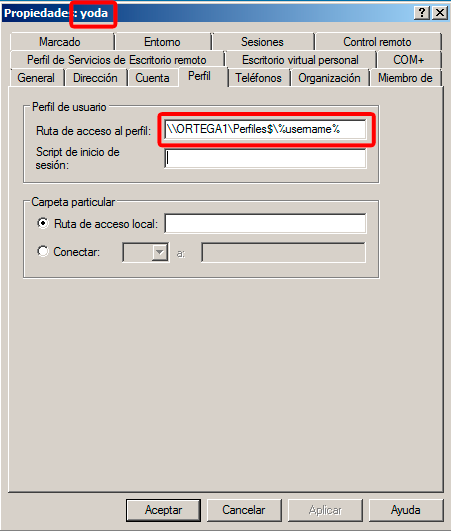 Propiedades: yoda
Marcado Entorno Sesiones Control remoto
Perfil de Servicios de Escritorio remoto Escritorio virtual personal COM+
General Dirección Cuenta Perfil Teléfonos Organización Miembro de
Perfil de usuario
Ruta de acceso al perfil: \\ORTEGA1\Perfiles$\%username%
Script de inicio de
sesión:
Carpeta particular
Ruta de acceso local:
Conectar: a:
Aceptar Cancelar Aplicar Ayuda